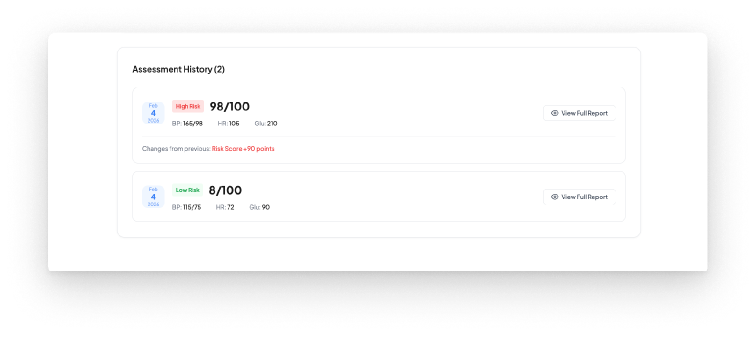 Assessment History (2)
Feb
4
2026
High Risk 98/100
BP: 165/98 HR: 105 Glu: 210
View Full Report
Changes from previous: Risk Score +90 points
Feb
4
2026
Low Risk 8/100
BP: 115/75 HR: 72 Glu: 90
View Full Report